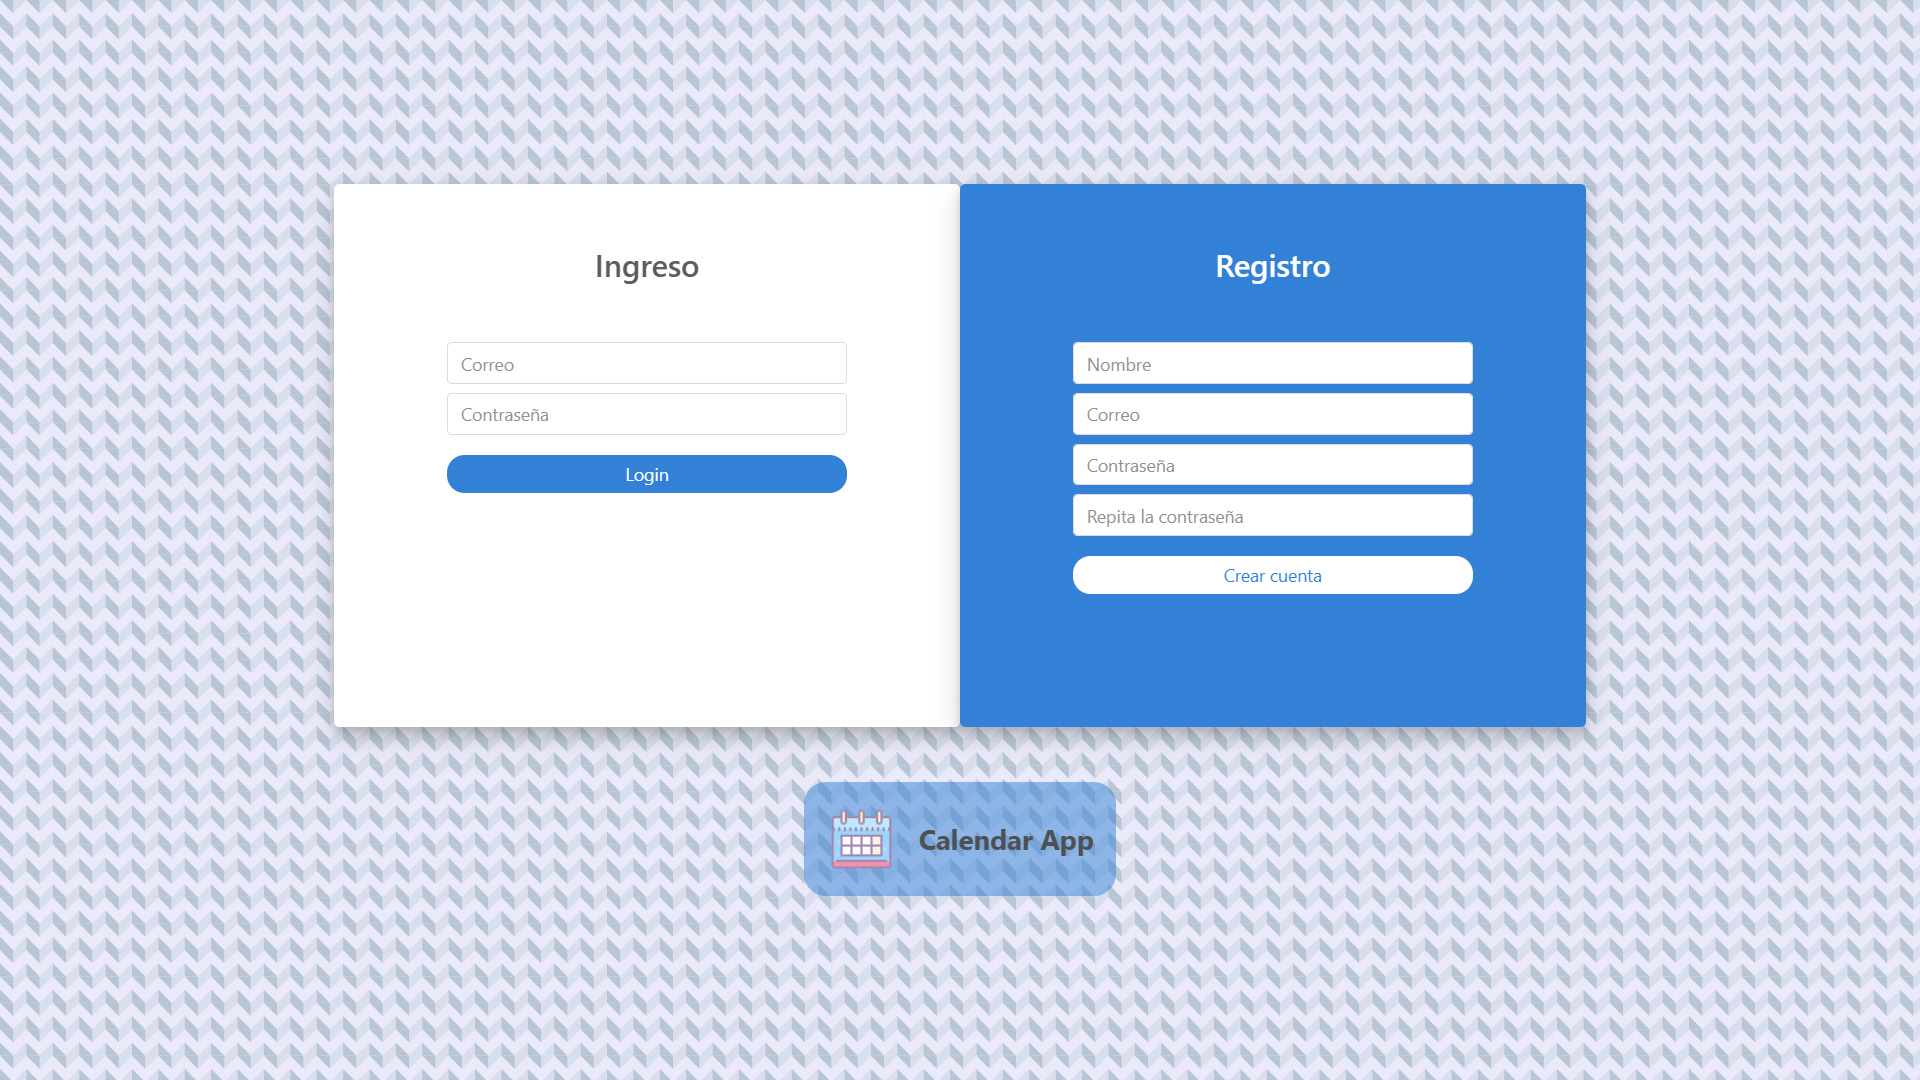 Ingreso
Correo
Contraseña
Login
Registro
Nombre
Correo
Contraseña
Repita la contraseña
Crear cuenta
Calendar App